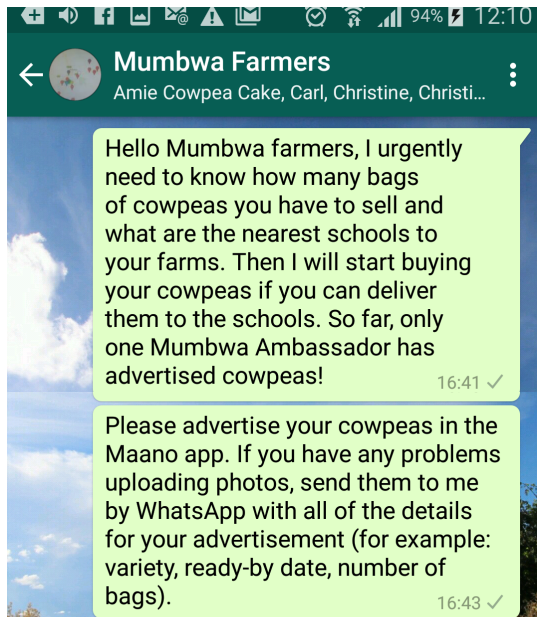 94% 12:10
Mumbwa Farmers
Amie Cowpea Cake, Carl, Christine, Christi...
Hello Mumbwa farmers, I urgently
need to know how many bags
of cowpeas you have to sell and
what are the nearest schools to
your farms. Then I will start buying
your cowpeas if you can deliver
them to the schools. So far, only
one Mumbwa Ambassador has
advertised cowpeas!
16:41
Please advertise your cowpeas in the
Maano app. If you have any problems
uploading photos, send them to me
by WhatsApp with all of the details
for your advertisement (for example:
variety, ready-by date, number of
bags).
16:43